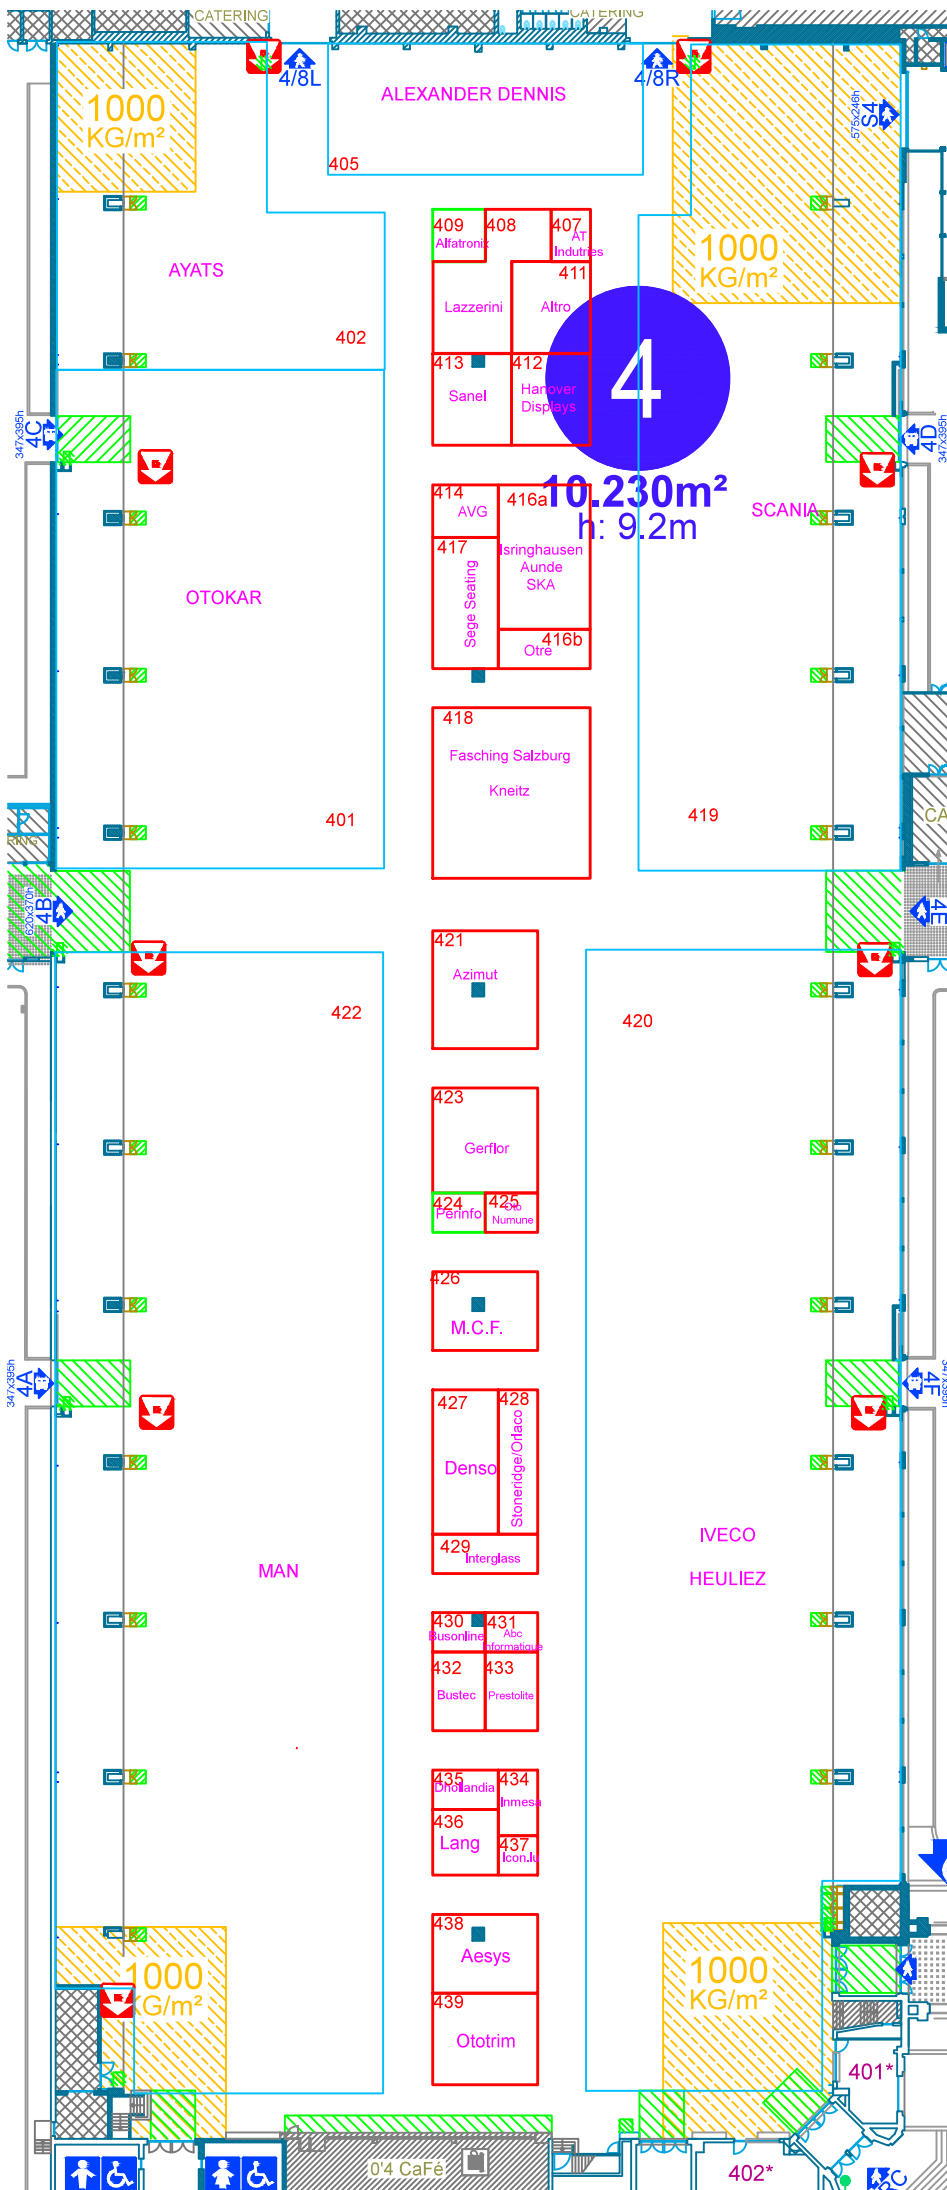 CATERING
CATERING
4/8L
4/8R
1000
KG/m²
ALEXANDER DENNIS
575x246h
S4
405
409
408
407
Alfatronix
AT
Indutries
1000
KG/m²
AYATS
411
Lazzerini
Altro
402
4
413
412
Sanel
Hanover
Displays
347x395h
4C
4D
347x395h
10.230m²
h: 9.2m
414
416a
AVG
SCANIA
417
Isringhausen
Aunde
SKA
Sege Seating
OTOKAR
416b
Otre
418
Fasching Salzburg
Kneitz
401
419
CA
RING
620x370h
4B
4E
421
Azimut
422
420
423
Gerflor
424
425
Perinfo
Oto
Numune
426
M.C.F.
347x395h
4A
4F
347x395h
427
428
Denso
Stoneridge/Orlaco
429
Interglass
IVECO
HEULIEZ
MAN
430
431
Busonline
Abc
nformatique
432
433
Bustec
Prestolite
435
434
Dhollandia
Inmesa
436
Lang
437
Icon.lu
438
Aesys
1000
KG/m²
1000
KG/m²
439
Ototrim
401*
0'4 CaFé
402*